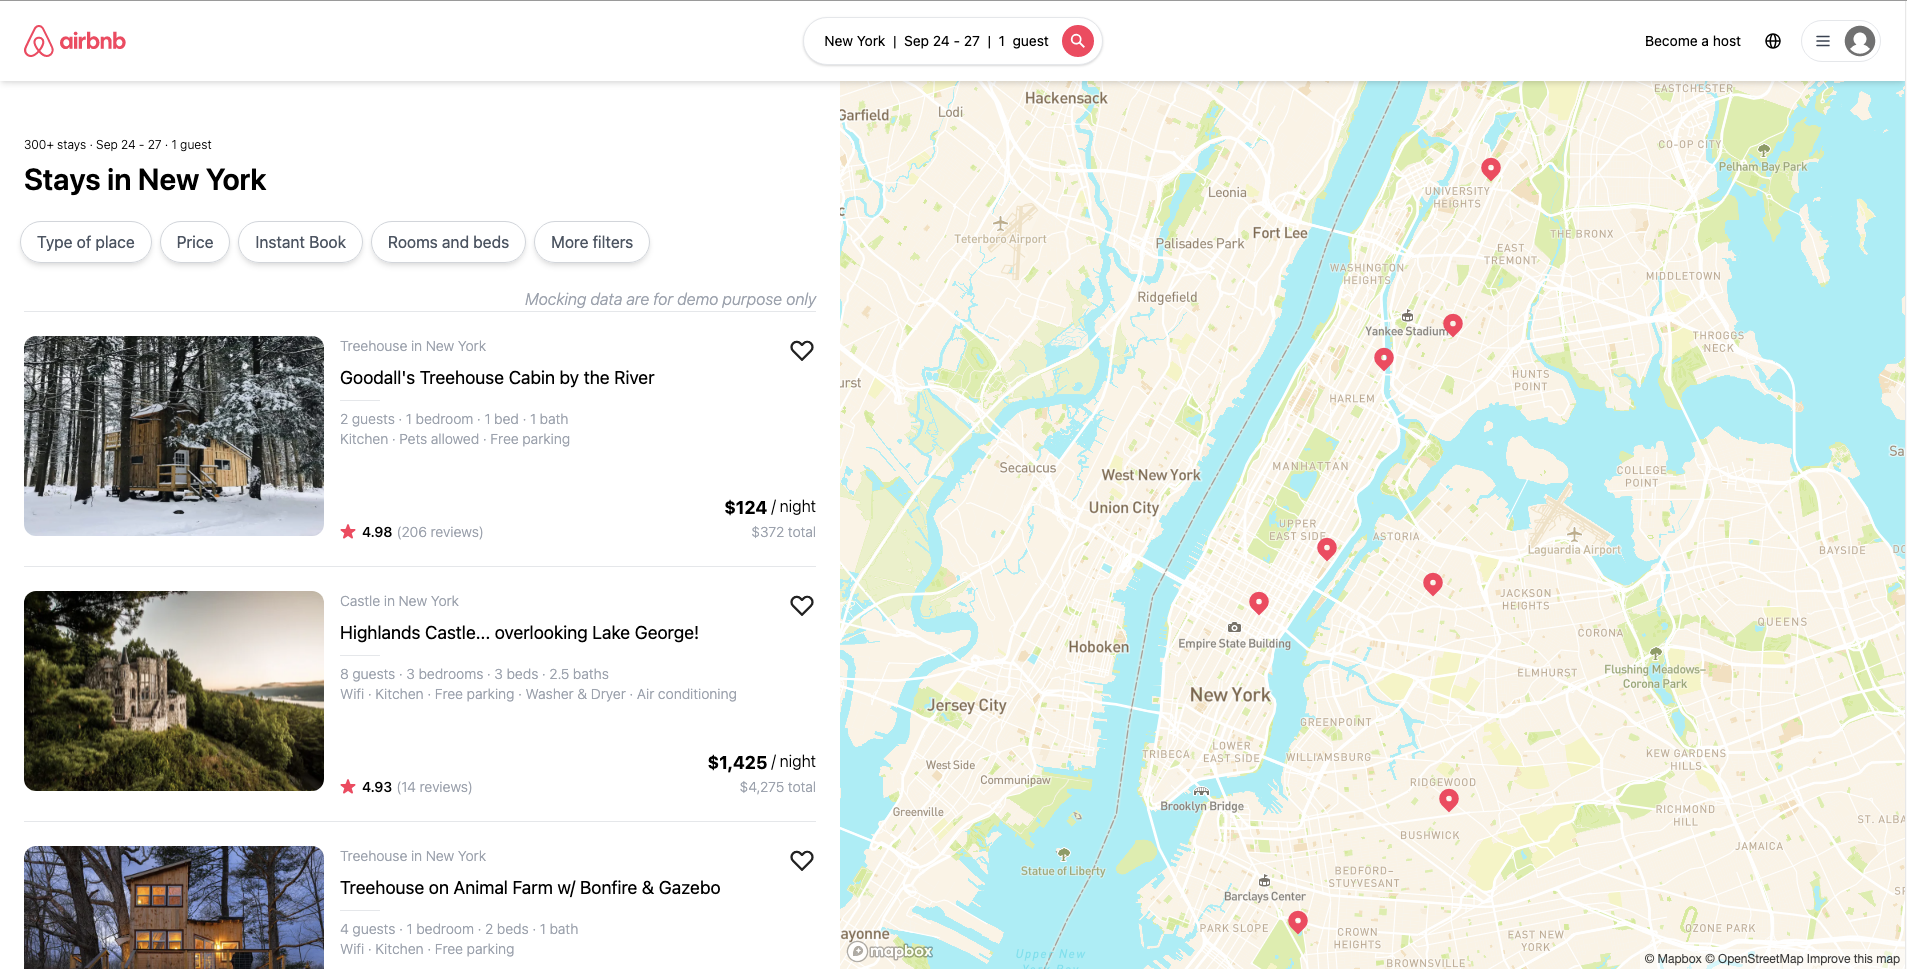 airbnb
New York | Sep 24 - 27 | 1 guest
Become a host
300+ stays · Sep 24 - 27 · 1 guest
Stays in New York
Type of place
Price
Instant Book
Rooms and beds
More filters
Mocking data are for demo purpose only
Treehouse in New York
Goodall's Treehouse Cabin by the River
2 guests · 1 bedroom · 1 bed · 1 bath
Kitchen · Pets allowed · Free parking
$124 / night
4.98 (206 reviews)
$372 total
Castle in New York
Highlands Castle... overlooking Lake George!
8 guests · 3 bedrooms · 3 beds · 2.5 baths
Wifi · Kitchen · Free parking · Washer & Dryer · Air conditioning
$1,425 / night
4.93 (14 reviews)
$4,275 total
Treehouse in New York
Treehouse on Animal Farm w/ Bonfire & Gazebo
4 guests · 1 bedroom · 2 beds · 1 bath
Wifi · Kitchen · Free parking
EASTCHESTER
Hackensack
Garfield
Lodi
CO-OP CITY
Pelham Bay Park
Leonia
UNIVERSITY
HEIGHTS
Teterboro Airport
Palisades Park
Fort Lee
THE BRONX
EAST
TREMONT
WASHINGTON
HEIGHTS
MIDDLETOWN
Ridgefield
Yankee Stadium
THROGGS
NECK
HUNTS
POINT
HARLEM
Secaucus
West New York
MANHATTAN
COLLEGE
POINT
Union City
UPPER
EAST SIDE
ASTORIA
Laguardia Airport
BAYSIDE
JACKSON
HEIGHTS
QUEENS
CORONA
Hoboken
Empire State Building
ELMHURST
Flushing Meadows–
Corona Park
New York
Jersey City
GREENPOINT
TRIBECA
LOWER
EAST SIDE
WILLIAMSBURG
KEW GARDENS
HILLS
West Side
Communipaw
RIDGEWOOD
Brooklyn Bridge
Greenville
RICHMOND
HILL
ST. ALBA
BUSHWICK
JAMAICA
Statue of Liberty
BEDFORD–
STUYVESANT
Barclays Center
PARK SLOPE
CROWN
HEIGHTS
EAST NEW
YORK
OZONE PARK
ayonne
mapbox
Upper New
BROWNSVILLE
© Mapbox © OpenStreetMap Improve this map